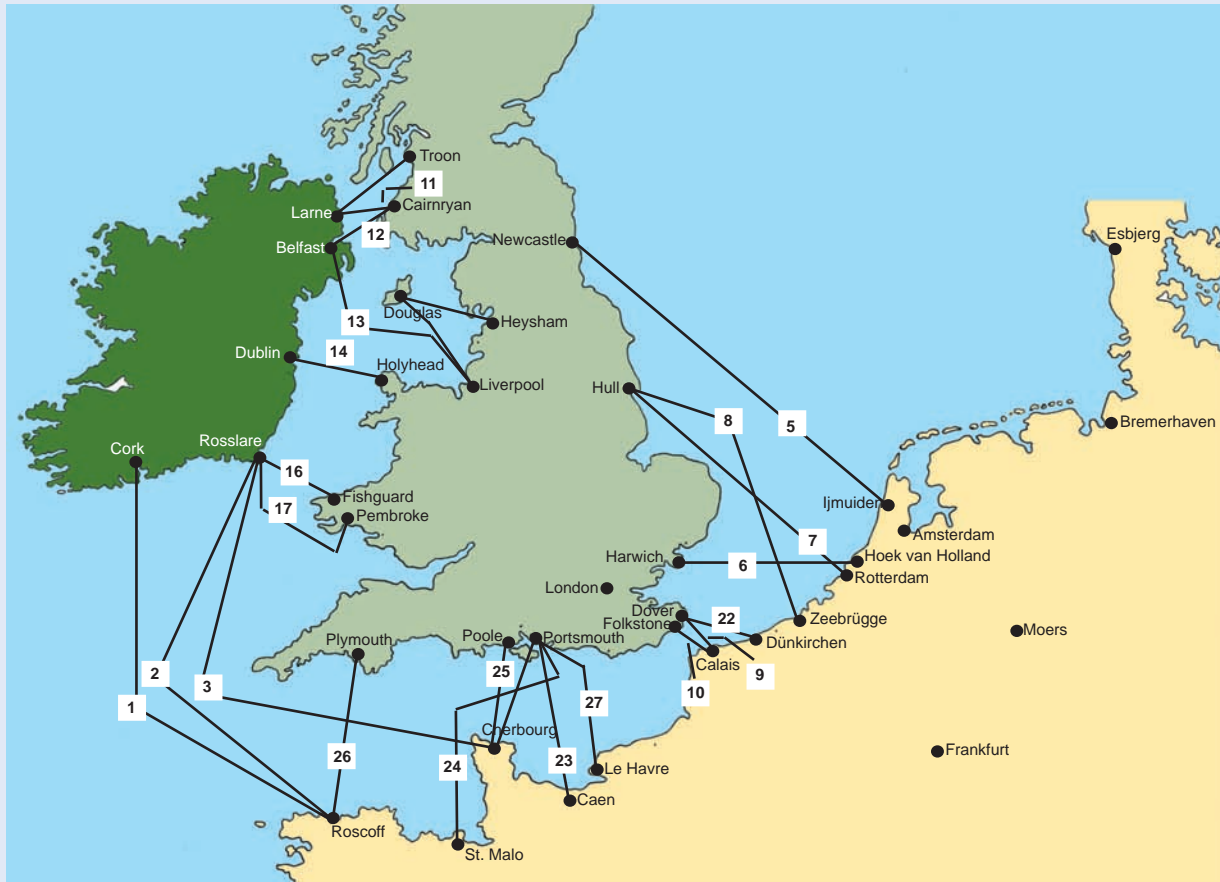 Troon
11
Cairnryan
Larne
12
Belfast
Newcastle
Esbjerg
Douglas
13
Heysham
Dublin
14
Holyhead
Liverpool
Hull
8
5
Bremerhaven
Cork
Rosslare
16
Fishguard
17
Pembroke
Ijmuiden
Amsterdam
7
Harwich
6
Hoek van Holland
Rotterdam
London
Dover
22
Folkstone
Zeebrügge
Moers
Plymouth
Poole
Portsmouth
Dünkirchen
Calais
9
10
2
3
25
27
1
Cherbourg
26
24
23
Le Havre
Frankfurt
Caen
Roscoff
St. Malo